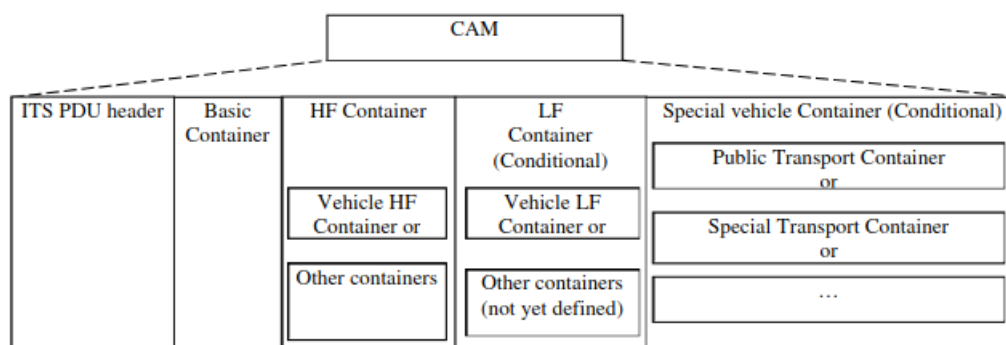 CAM
ITS PDU header
Basic
Container
HF Container
Vehicle HF
Container or
Other containers
LF
Container
(Conditional)
Vehicle LF
Container or
Other containers
(not yet defined)
Special vehicle Container (Conditional)
Public Transport Container
or
Special Transport Container
or
…